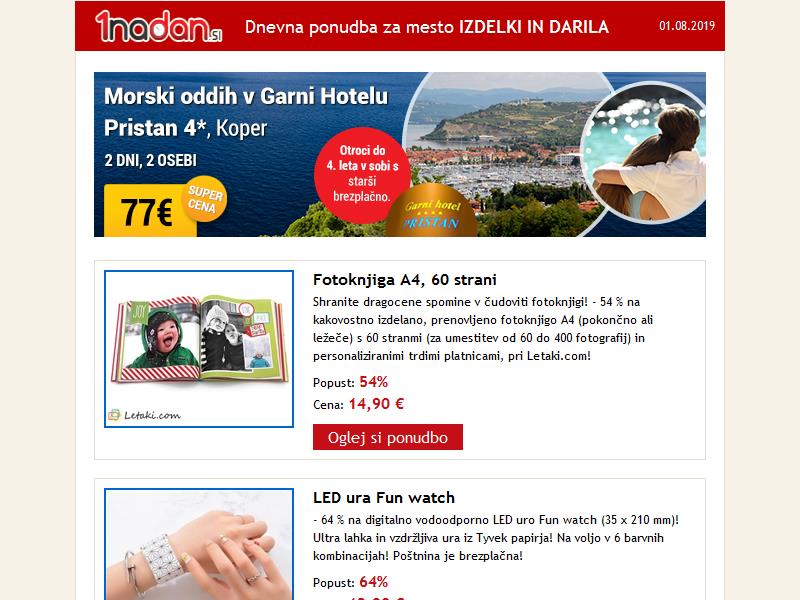 1nadan.si
Dnevna ponudba za mesto IZDELKI IN DARILA
01.08.2019
Morski oddih v Garni Hotelu
Pristan 4*, Koper
2 DNI, 2 OSEBI
77€
SUPER
CENA
Otroci do
4. leta v sobi s
starši
brezplačno.
Garni hotel
PRISTAN
Fotoknjiga A4, 60 strani
Shranite dragocene spomine v čudoviti fotoknjigi! - 54 % na
kakovostno izdelano, prenovljeno fotoknjigo A4 (pokončno ali
ležeče) s 60 stranmi (za umestitev od 60 do 400 fotografij) in
personaliziranimi trdimi platnicami, pri Letaki.com!
JOY
Letaki.com
Popust: 54%
Cena: 14,90 €
Oglej si ponudbo
LED ura Fun watch
- 64 % na digitalno vodoodporno LED uro Fun watch (35 x 210 mm)!
Ultra lahka in vzdržljiva ura iz Tyvek papirja! Na voljo v 6 barvnih
kombinacijah! Poštnina je brezplačna!
Popust: 64%